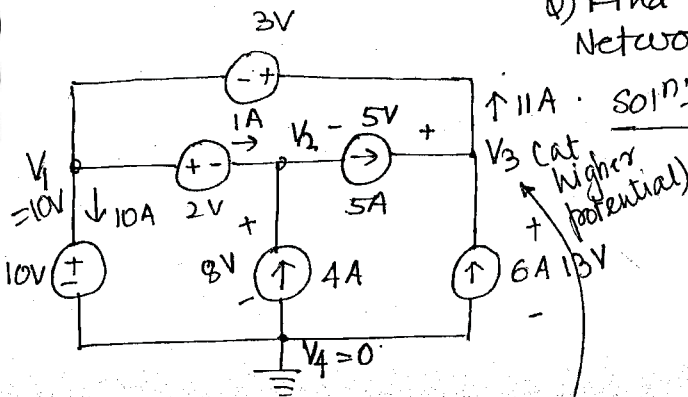 Q) Find
Networ
3V
- +
↑ 11A . Soln:-
1A → V2 - 5V +
V1 = 10V
+ -
→
V3 (at higher potential)
↓ 10A 2V 5A
10V + -
+ 8V - ↑ 4A
↑ 6A + 13V -
V4 = 0